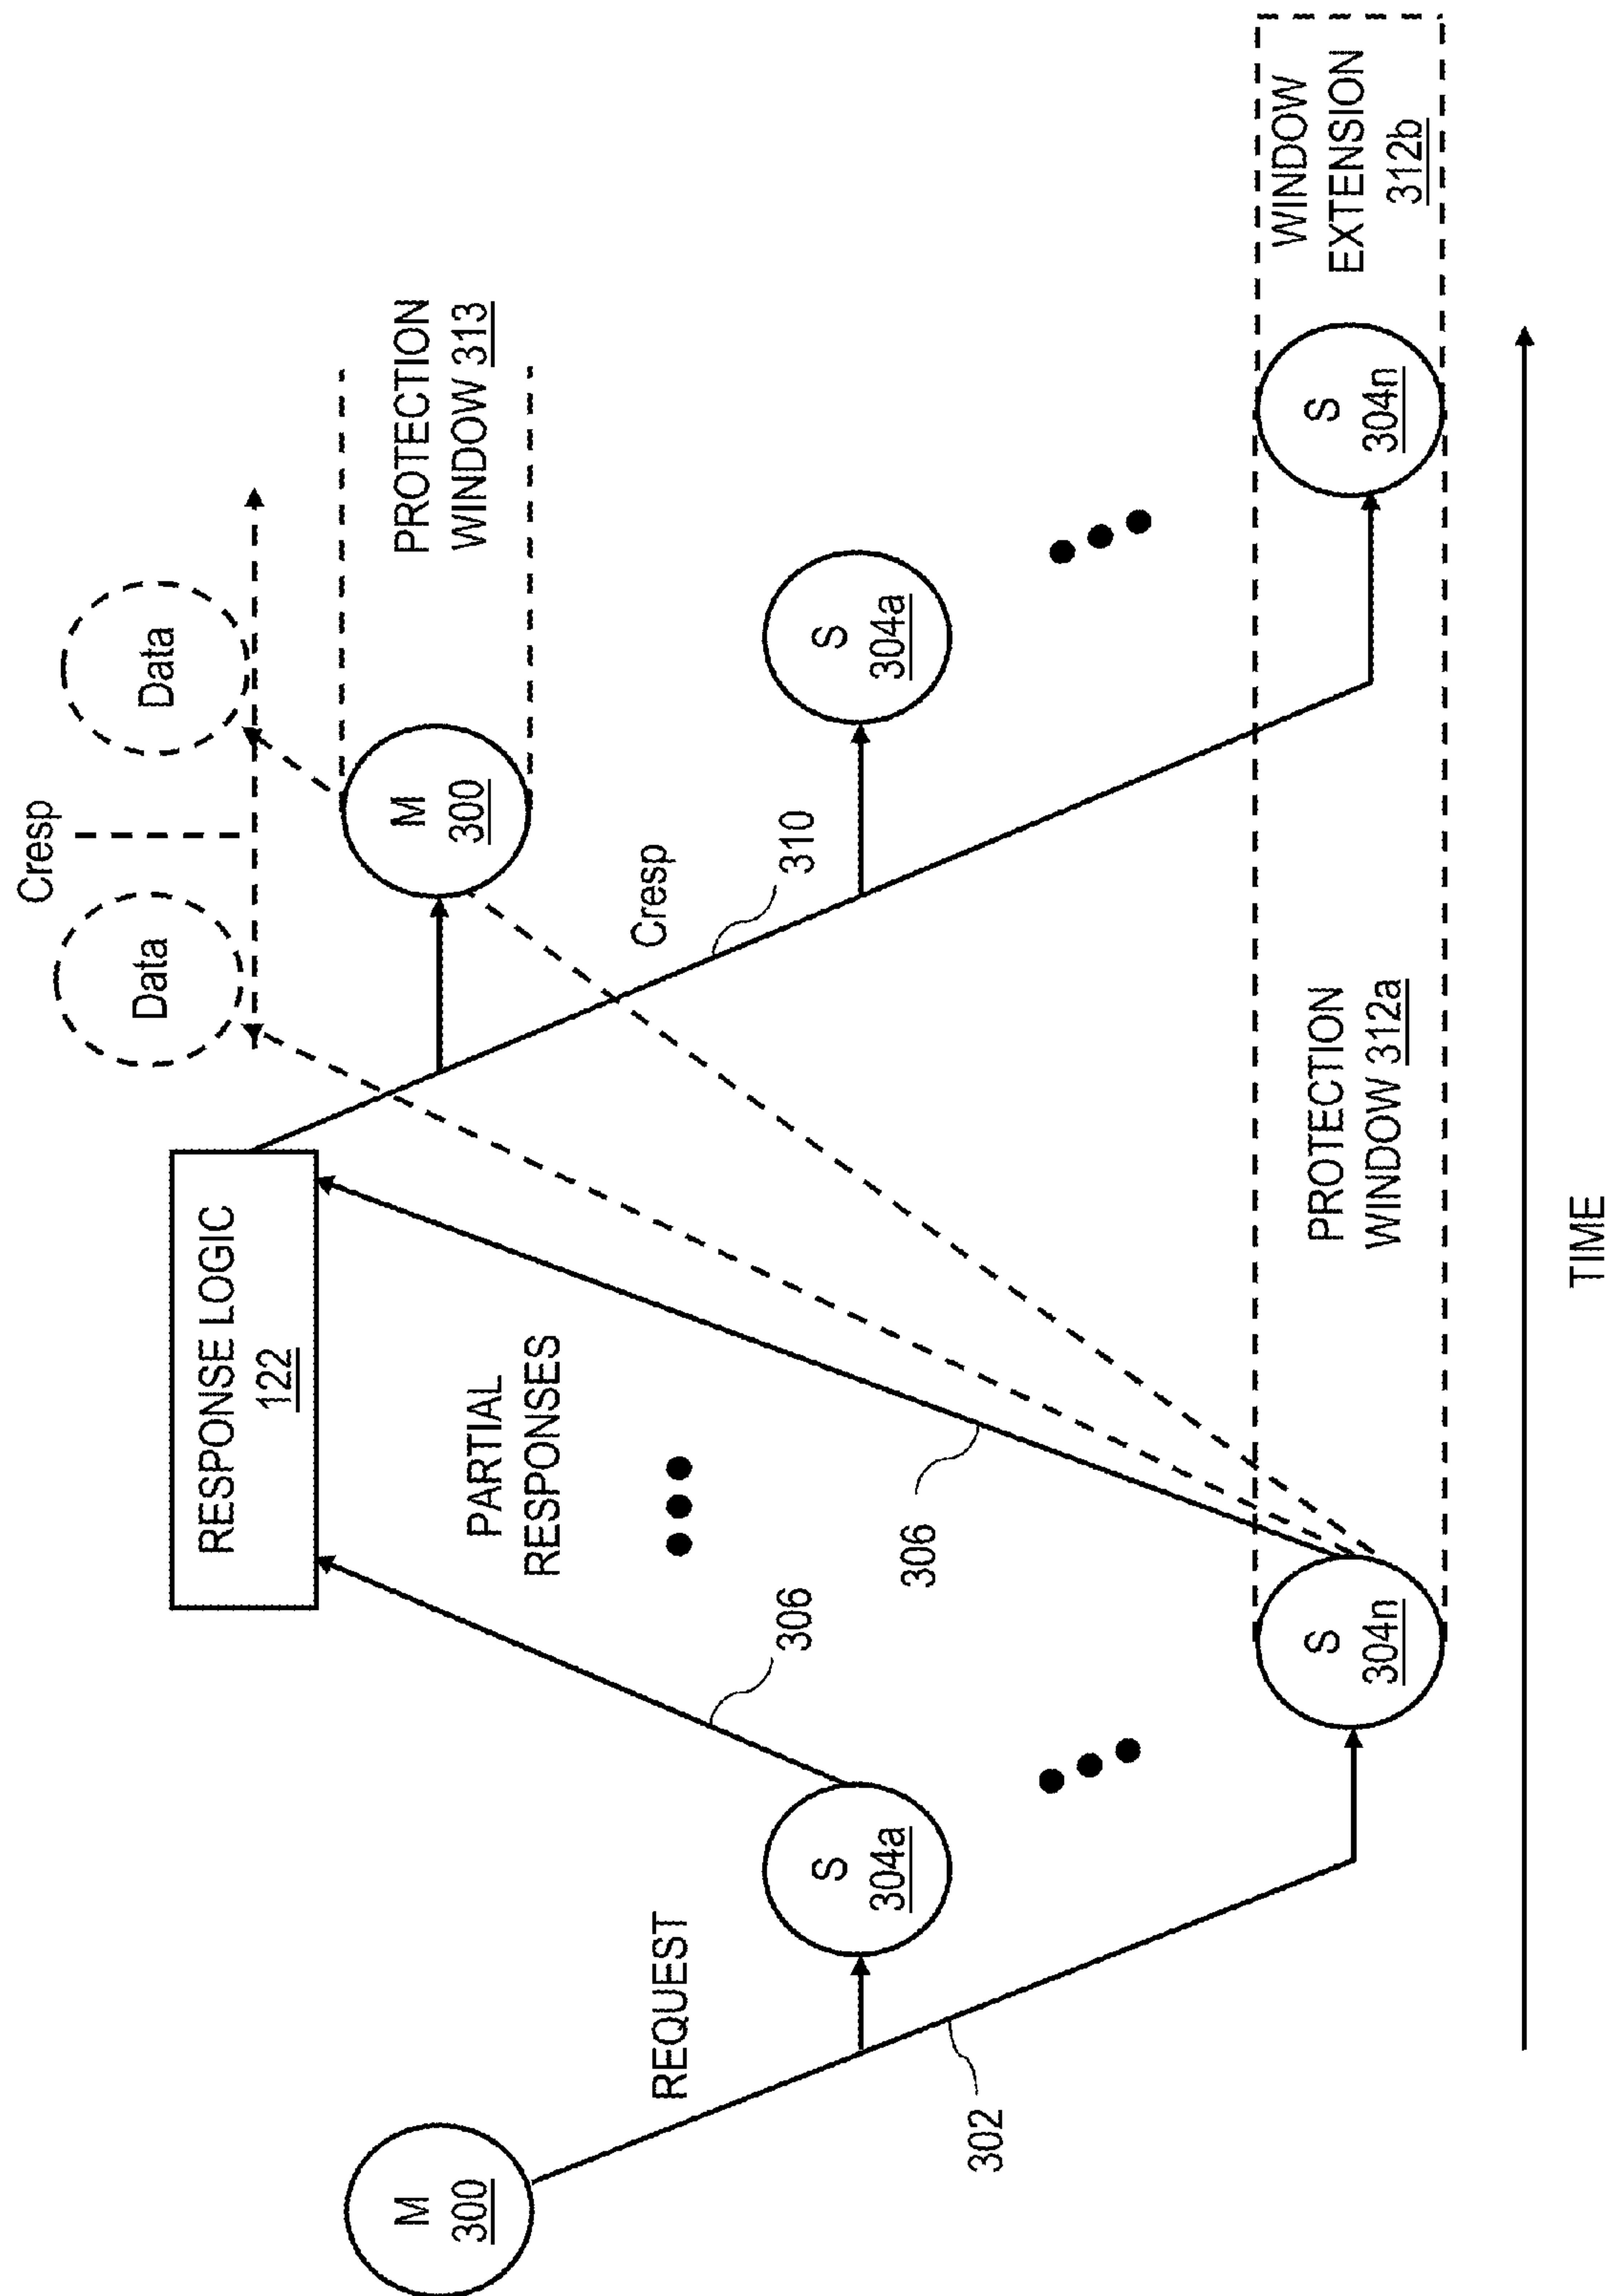 M
300
REQUEST
302
S
304a
S
304n
306
PARTIAL
RESPONSES
306
RESPONSE LOGIC
122
Cresp
Data
Data
M
300
PROTECTION
WINDOW 313
Cresp
310
S
304a
S
304n
PROTECTION
WINDOW 312a
WINDOW
EXTENSION
312b
TIME